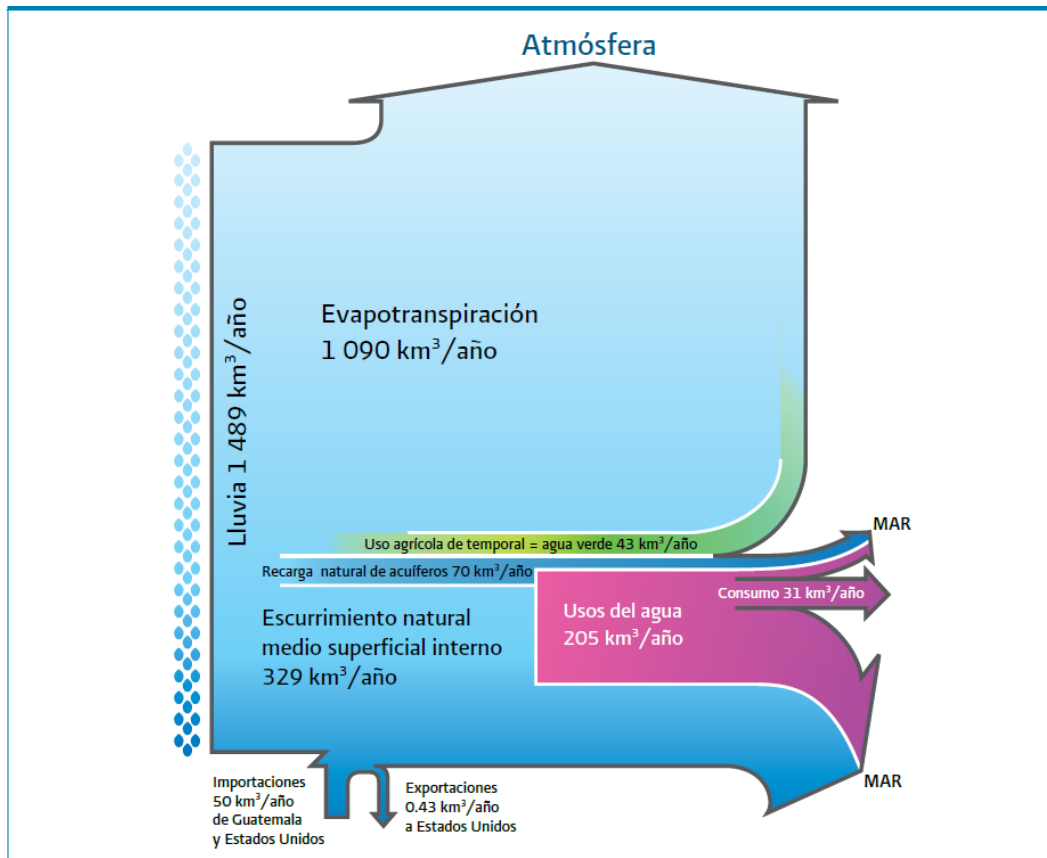 Atmósfera
Lluvia 1 489 km³/año
Evapotranspiración
1 090 km³/año
Uso agrícola de temporal = agua verde 43 km³/año
MAR
Recarga natural de acuíferos 70 km³/año
Consumo 31 km³/año
Usos del agua
205 km³/año
Escurrimiento natural
medio superficial interno
329 km³/año
MAR
Importaciones
50 km³/año
de Guatemala
y Estados Unidos
Exportaciones
0.43 km³/año
a Estados Unidos